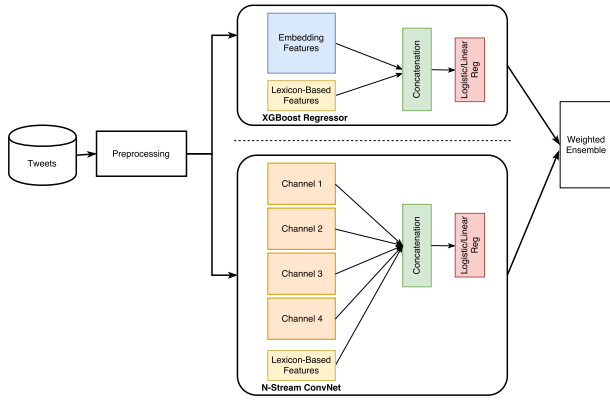 Tweets
Preprocessing
Embedding
Features
Lexicon-Based
Features
Concatenation
Logistic/Linear
Reg
XGBoost Regressor
Channel 1
Channel 2
Channel 3
Channel 4
Lexicon-Based
Features
Concatenation
Logistic/Linear
Reg
N-Stream ConvNet
Weighted
Ensemble